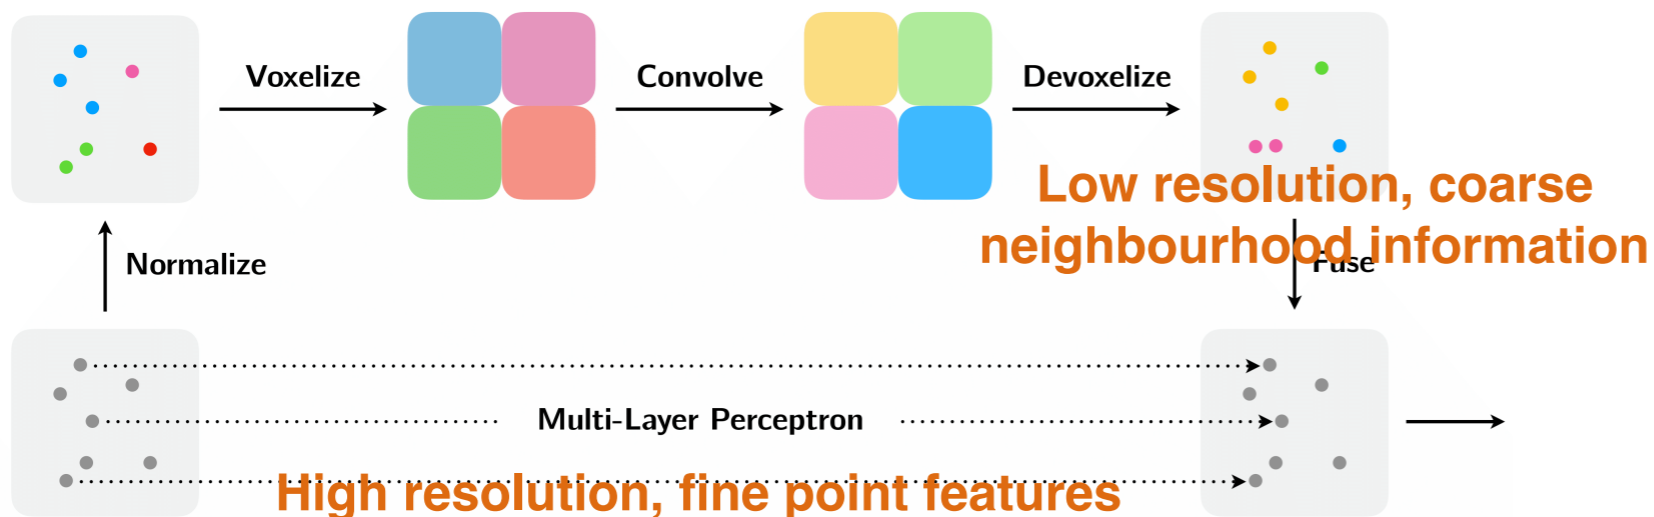 Voxelize
Convolve
Devoxelize
Low resolution, coarse
neighbourhood information
Normalize
Fuse
Multi-Layer Perceptron
High resolution, fine point features